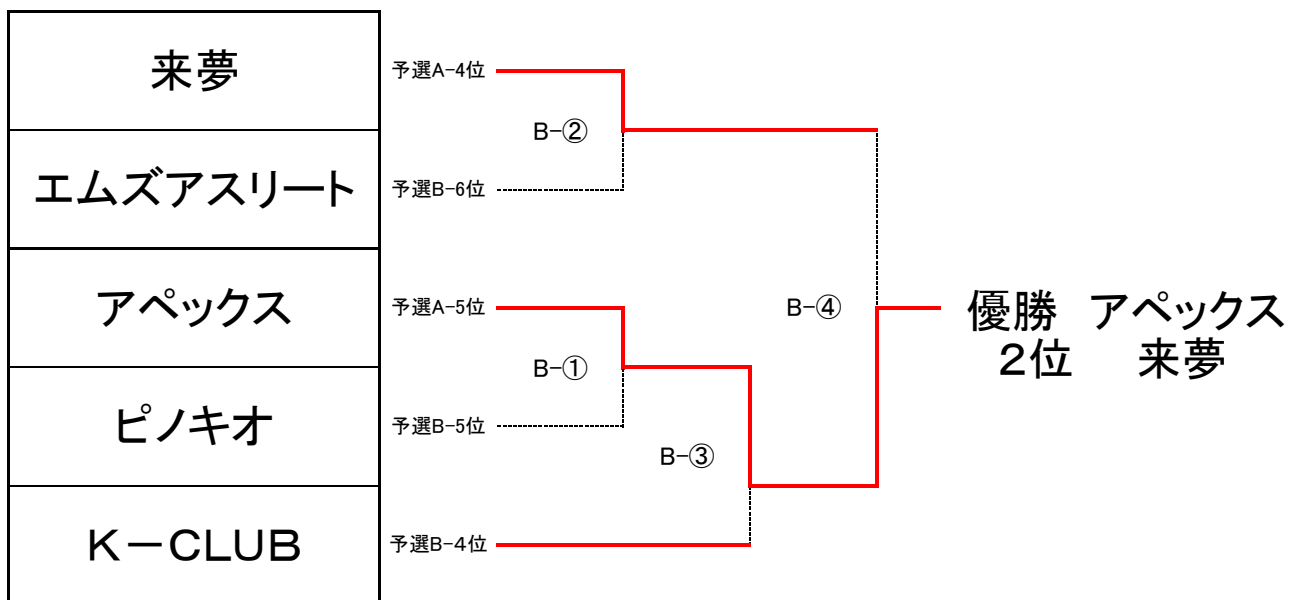 来夢
予選A-4位
B-②
エムズアスリート
予選B-6位
アペックス
予選A-5位
B-④
優勝 アペックス
2位 来夢
B-①
ピノキオ
予選B-5位
B-③
K－CLUB
予選B-4位